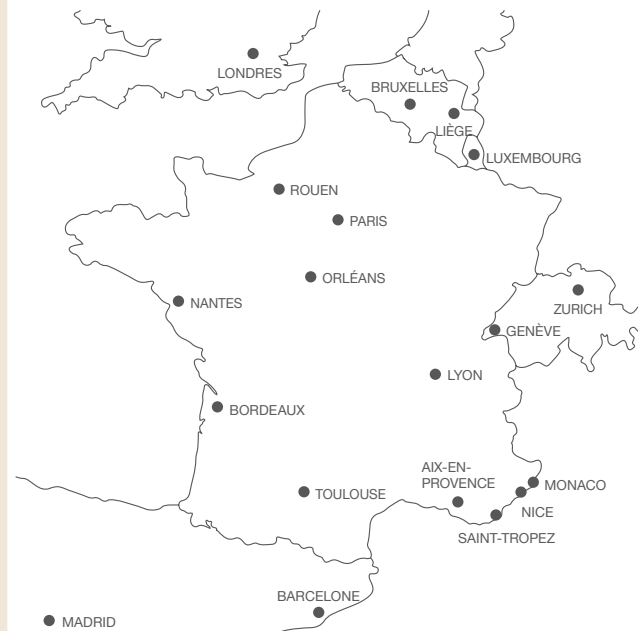 LONDRES
BRUXELLES
LIÈGE
LUXEMBOURG
ROUEN
PARIS
ORLÉANS
NANTES
ZURICH
GENÈVE
LYON
BORDEAUX
AIX-EN-
PROVENCE
TOULOUSE
MONACO
NICE
SAINT-TROPEZ
BARCELONE
MADRID